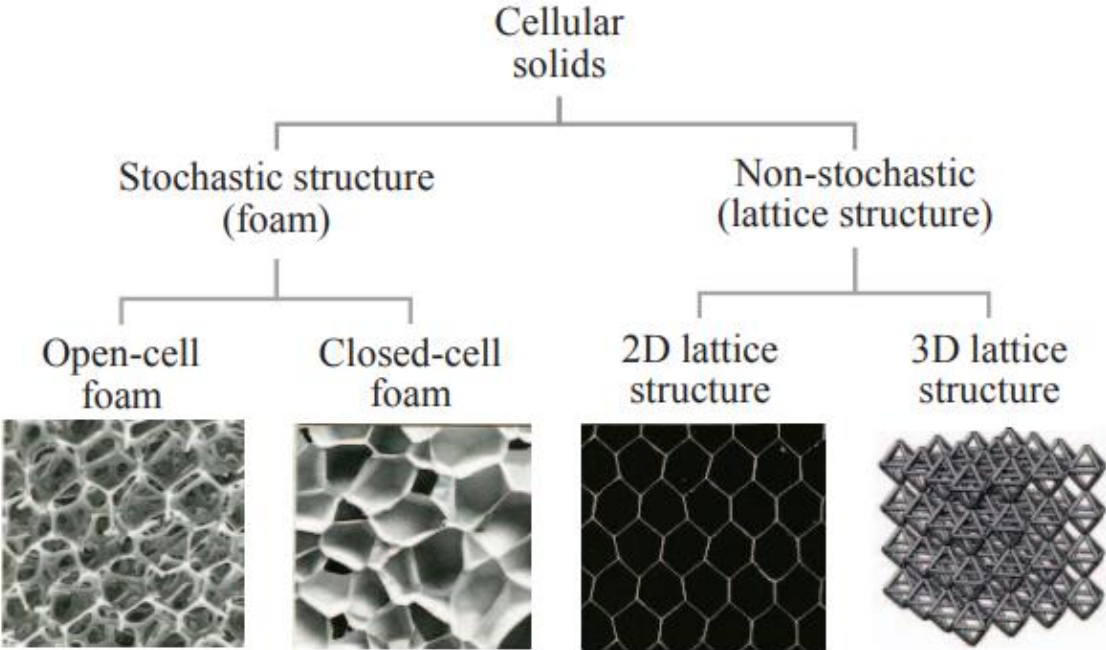 Cellular
solids
Stochastic structure
(foam)
Non-stochastic
(lattice structure)
Open-cell
foam
Closed-cell
foam
2D lattice
structure
3D lattice
structure